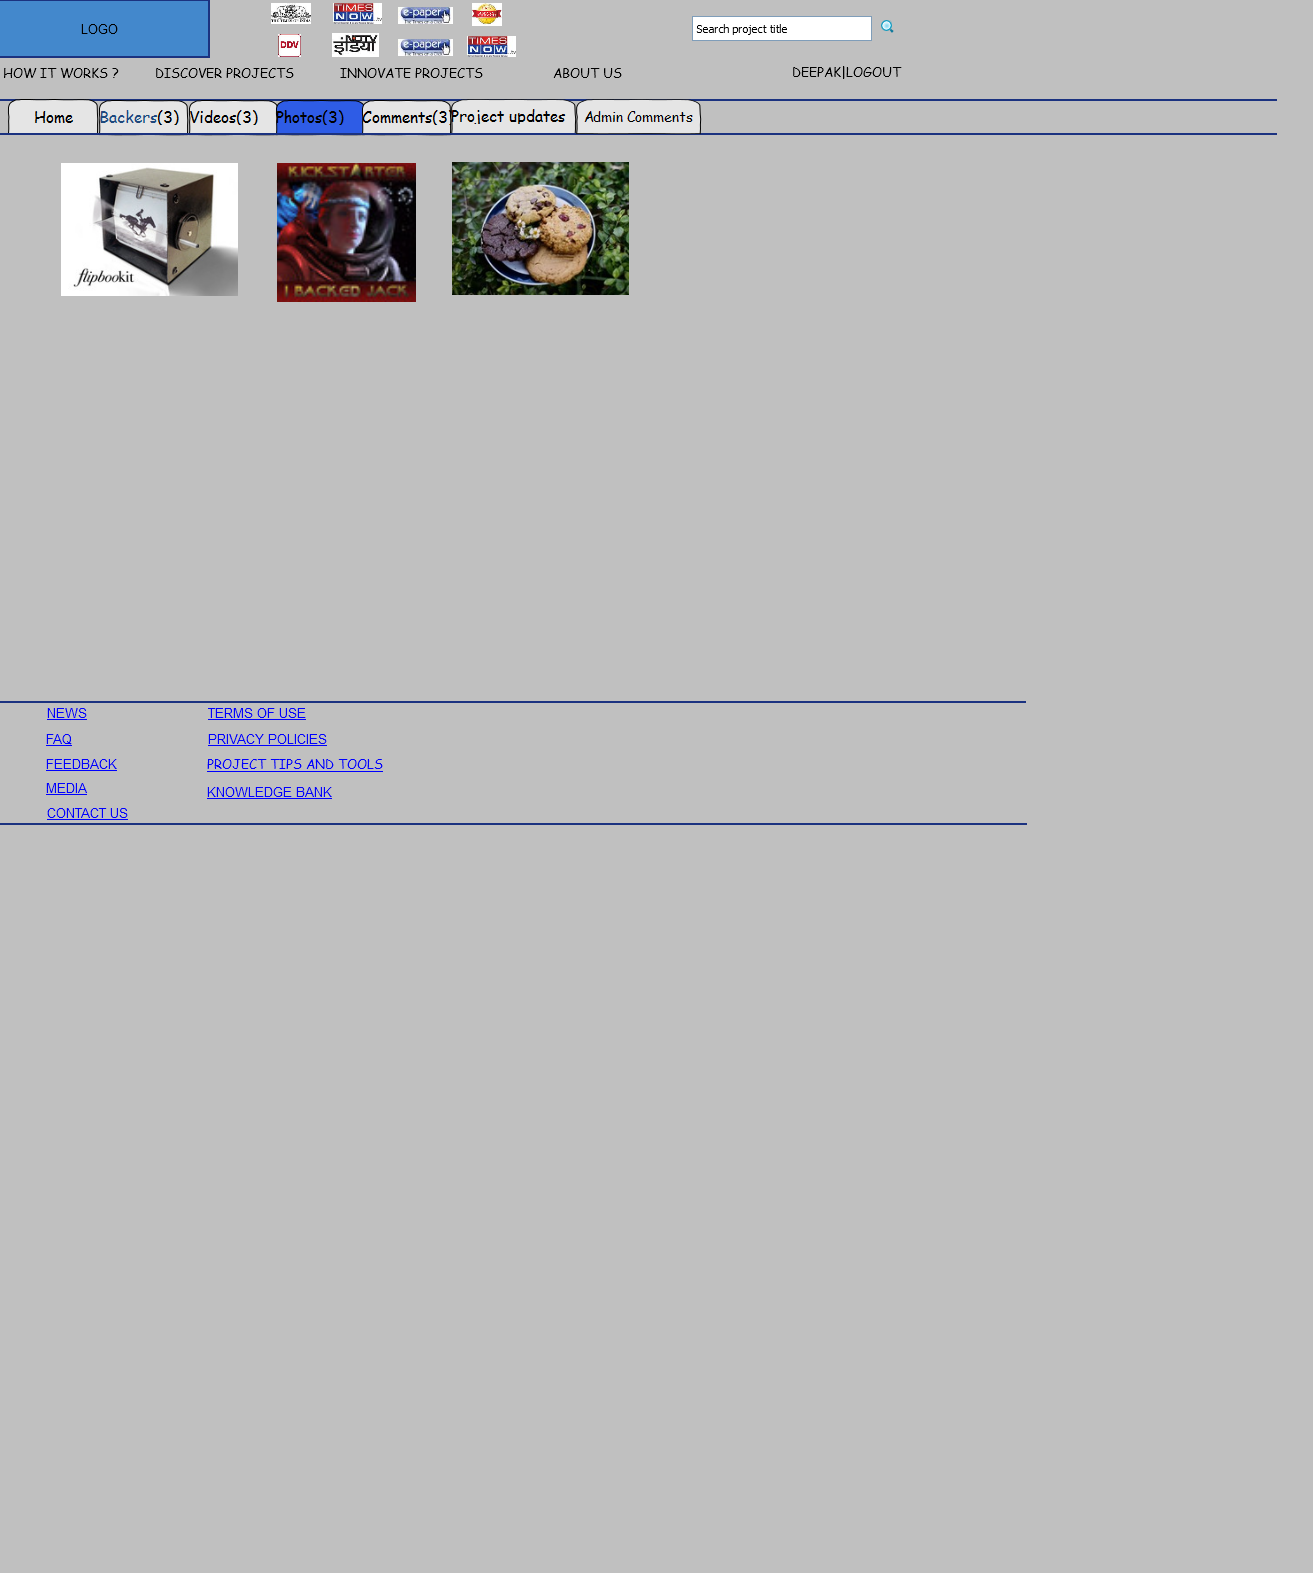 LOGO
TIMES
NOW
e-paper
DDV
NDTV
इंडिया
e-paper
TIMES
NOW
Search project title
HOW IT WORKS ?
DISCOVER PROJECTS
INNOVATE PROJECTS
ABOUT US
DEEPAK|LOGOUT
Home
Backers(3)
Videos(3)
Photos(3)
Comments(3)
Project updates
Admin Comments
flipbookit
KICKSTARTER
I BACKED JACK
NEWS
TERMS OF USE
FAQ
PRIVACY POLICIES
FEEDBACK
PROJECT TIPS AND TOOLS
MEDIA
KNOWLEDGE BANK
CONTACT US